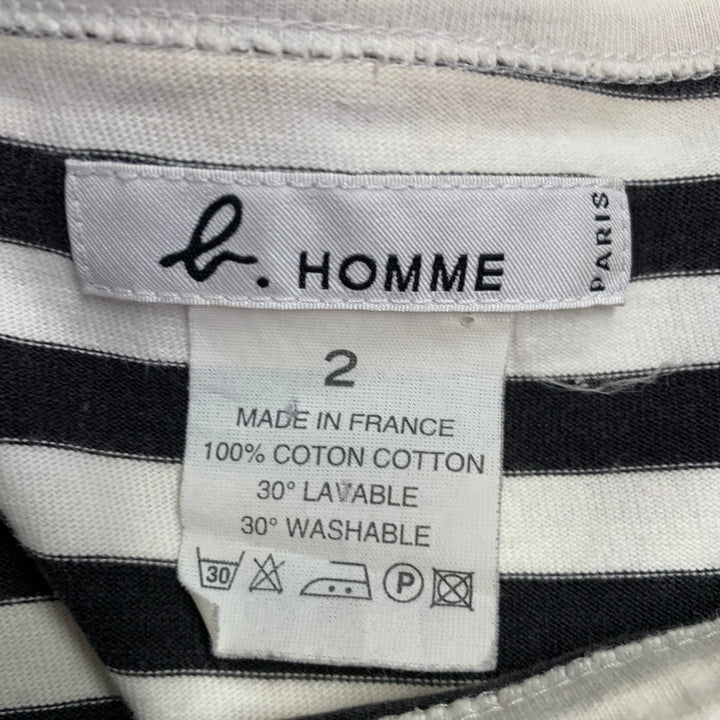 b. HOMME
PARIS
2
MADE IN FRANCE
100% COTON COTTON
30° LAVABLE
30° WASHABLE
30 P